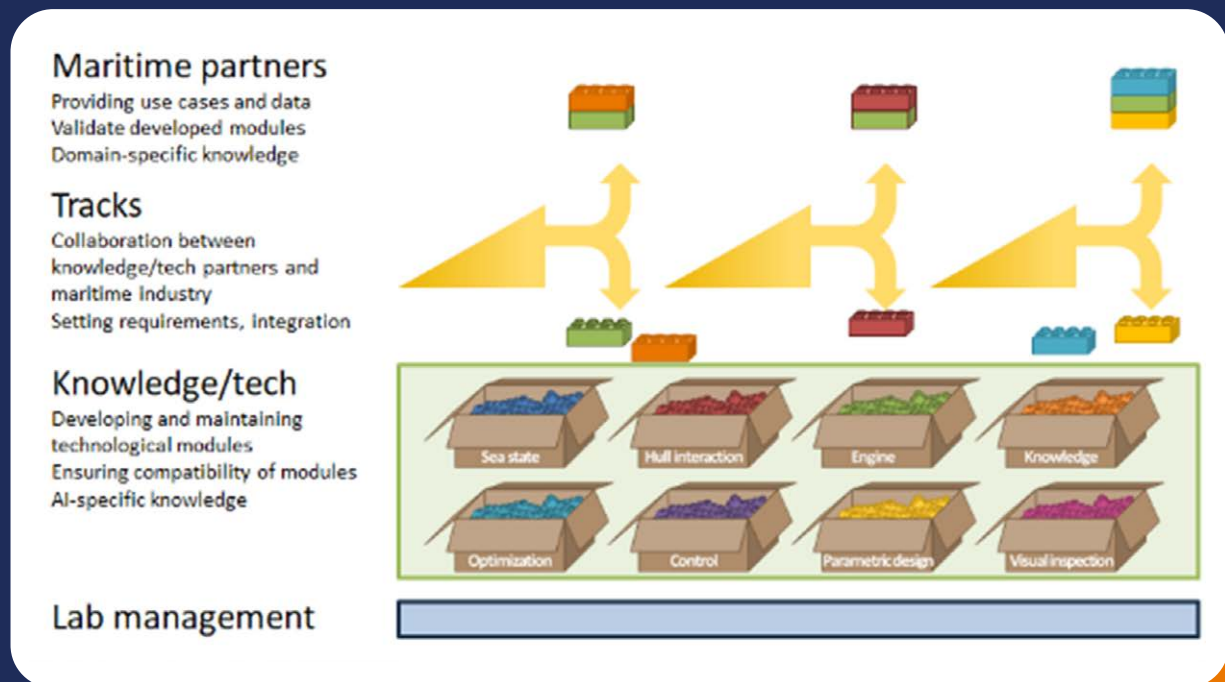 Maritime partners
Providing use cases and data
Validate developed modules
Domain-specific knowledge
Tracks
Collaboration between
knowledge/tech partners and
maritime industry
Setting requirements, integration
Knowledge/tech
Developing and maintaining
technological modules
Ensuring compatibility of modules
AI-specific knowledge
Sea state
Hull interaction
Engine
Knowledge
Optimization
Control
Parametric design
Visual inspection
Lab management